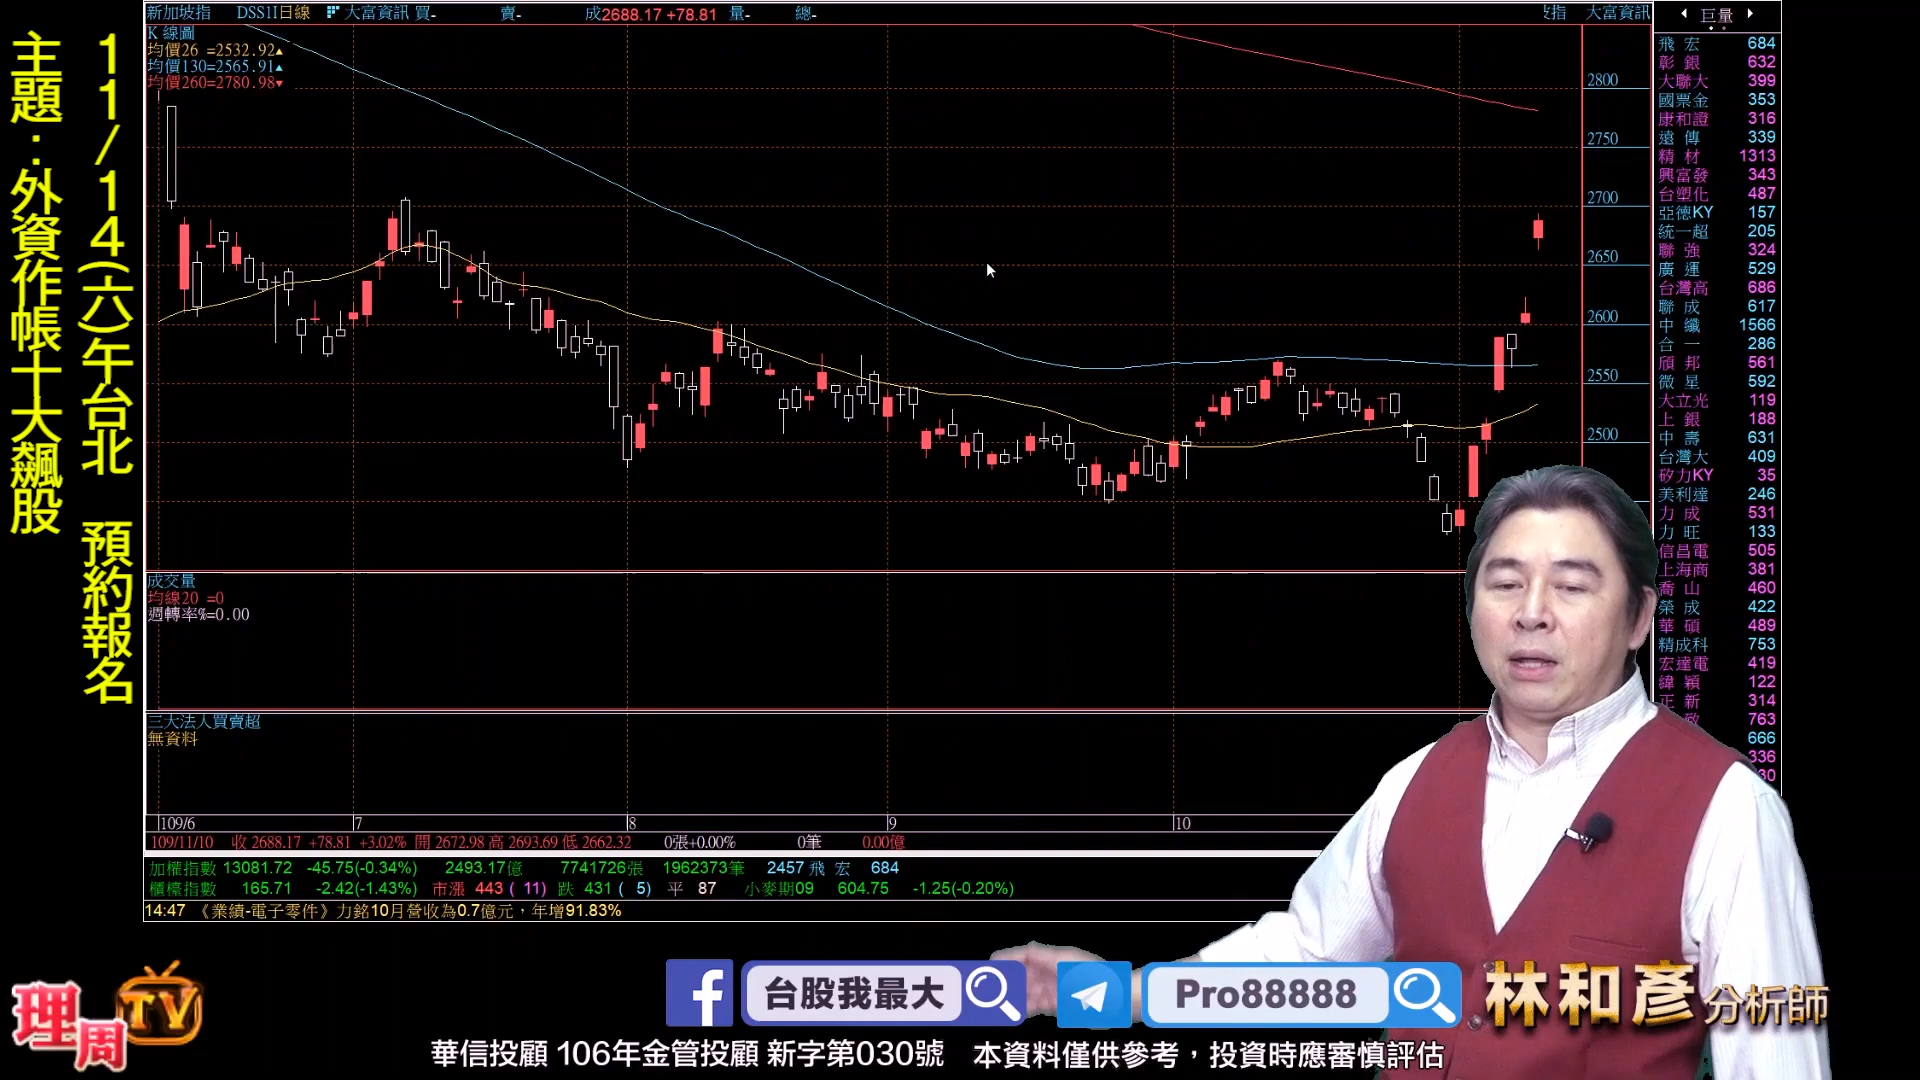 11/14(六)午台北 預約報名
主題：外資作帳十大飆股
新加坡指 DSS1I日線 大富資訊 買- 賣- 成2688.17 +78.81 量- 總- 指 大富資訊
K 線圖
均價26 =2532.92▲
均價130=2565.91▲
均價260=2780.98▼
2800
2750
2700
2650
2600
2550
2500
成交量
均線20 =0
週轉率%=0.00
三大法人買賣超
無資料
109/6 7 8 9 10
109/11/10 收 2688.17 +78.81 +3.02% 開 2672.98 高 2693.69 低 2662.32 0張+0.00% 0筆 0.00億
加權指數 13081.72 -45.75(-0.34%) 2493.17億 7741726張 1962373筆 2457 飛 宏 684
櫃檯指數 165.71 -2.42(-1.43%) 市漲 443 ( 11) 跌 431 ( 5) 平 87 小麥期09 604.75 -1.25(-0.20%)
14:47 《業績-電子零件》力銘10月營收為0.7億元，年增91.83%
巨量
飛 宏 684
彰 銀 632
大聯大 399
國票金 353
康和證 316
遠 傳 339
精 材 1313
興富發 343
台塑化 487
亞德KY 157
統一超 205
聯 強 324
廣 運 529
台灣高 686
聯 成 617
中 纖 1566
合 一 286
頎 邦 561
微 星 592
大立光 119
上 銀 188
中 壽 631
台灣大 409
矽力KY 35
美利達 246
力 成 531
力 旺 133
信昌電 505
上海商 381
喬 山 460
榮 成 422
華 碩 489
精成科 753
宏達電 419
緯 穎 122
正 新 314
致 763
666
336
30
理周TV
台股我最大
Pro88888
林和彥 分析師
華信投顧 106年金管投顧 新字第030號 本資料僅供參考，投資時應審慎評估